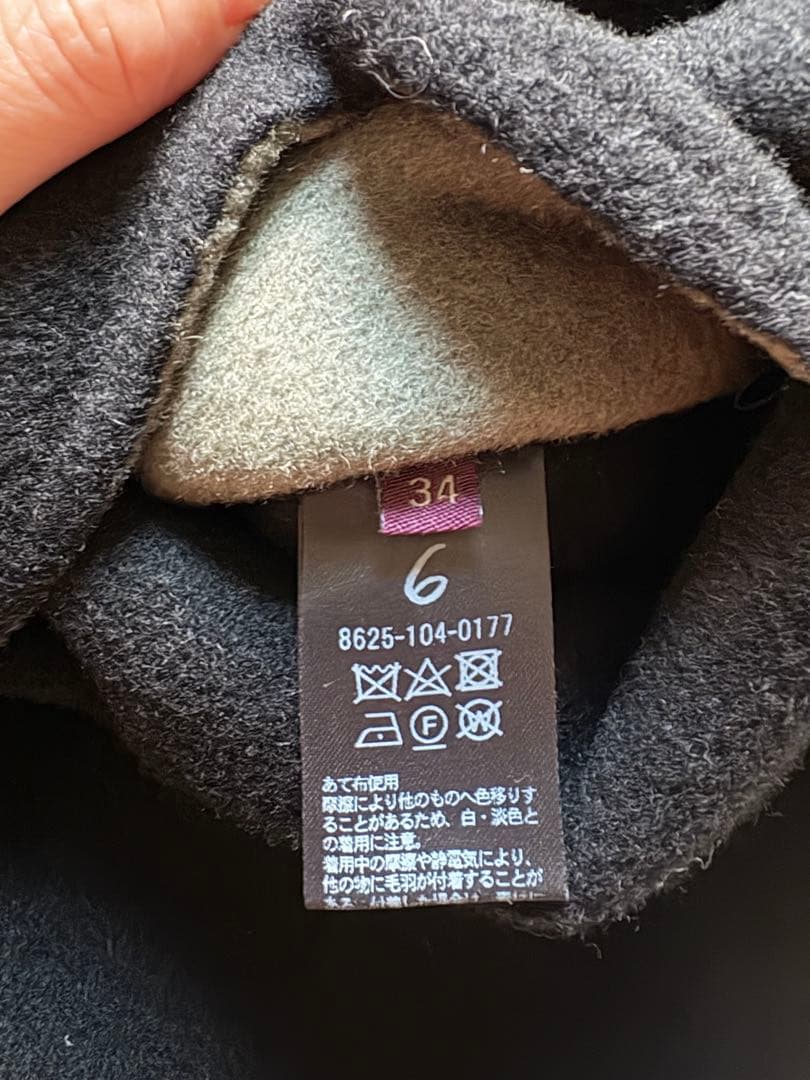 34
6
8625-104-0177
F
W
あて布使用
摩擦により他のものへ色移りす
ることがあるため、白・淡色と
の着用に注意。
着用中の摩擦や静電気により、
他の物に毛羽が付着することが